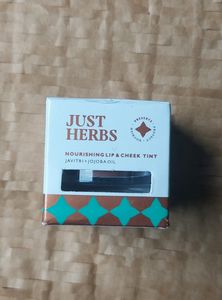 JUST
HERBS
NOURISHING LIP & CHEEK TINT
JAVITRI + JOJOBA OIL